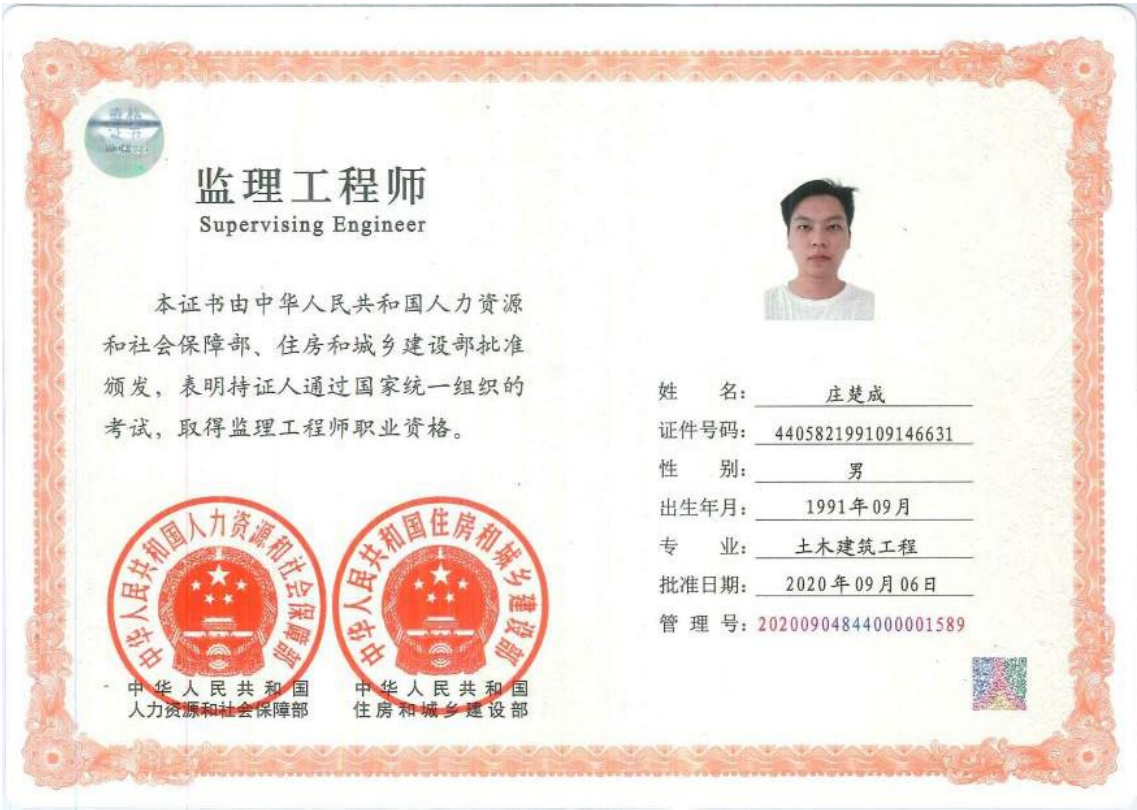 监理工程师
Supervising Engineer
本证书由中华人民共和国人力资源
和社会保障部、住房和城乡建设部批准
颁发，表明持证人通过国家统一组织的
考试，取得监理工程师职业资格。
中华人民共和国人力资源和社会保障部
中华人民共和国住房和城乡建设部
中华人民共和国
人力资源和社会保障部
中华人民共和国
住房和城乡建设部
姓 名：庄楚成
证件号码：440582199109146631
性 别：男
出生年月：1991年09月
专 业：土木建筑工程
批准日期：2020年09月06日
管 理 号：20200904844000001589